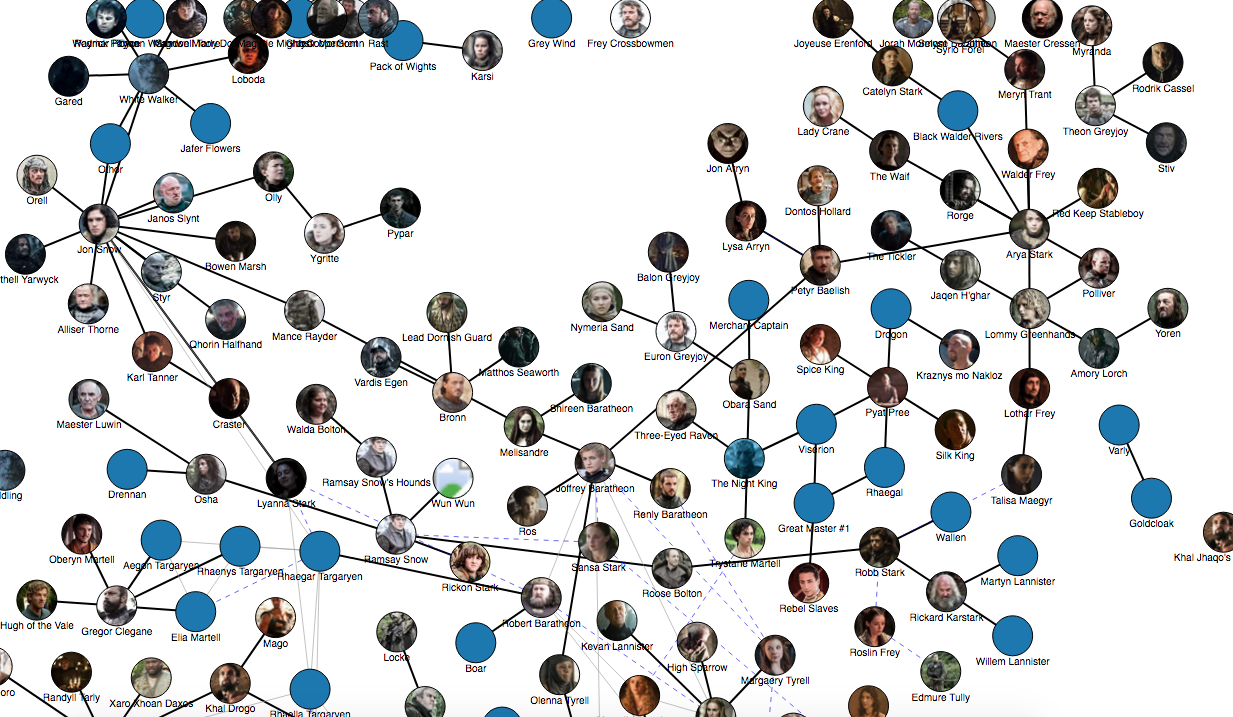 Grey Wind
Frey Crossbowmen
Joyeuse Erenford
Syrio Forel
Maester Cressen
Myranda
Rast
Pack of Wights
Karsi
Loboda
Gared
White Walker
Catelyn Stark
Meryn Trant
Rodrik Cassel
Lady Crane
Black Walder Rivers
Theon Greyjoy
Jafer Flowers
Othor
Jon Arryn
The Waif
Walder Frey
Stiv
Orell
Janos Slynt
Olly
Dontos Hollard
Rorge
Red Keep Stableboy
Pypar
Jon Snow
Bowen Marsh
Ygritte
Lysa Arryn
The Tickler
Arya Stark
thell Yarwyck
Balon Greyjoy
Petyr Baelish
Jaqen H'ghar
Polliver
Styr
Alliser Thorne
Qhorin Halfhand
Mance Rayder
Lead Dornish Guard
Nymeria Sand
Merchant Captain
Drogon
Lommy Greenhands
Yoren
Euron Greyjoy
Karl Tanner
Vardis Egen
Matthos Seaworth
Spice King
Kraznys mo Nakloz
Amory Lorch
Bronn
Shireen Baratheon
Obara Sand
Pyat Pree
Lothar Frey
Maester Luwin
Craster
Walda Bolton
Melisandre
Three-Eyed Raven
Viserion
Silk King
Varly
dling
Drennan
Osha
Lyanna Stark
Ramsay Snow's Hounds
Wun Wun
Joffrey Baratheon
The Night King
Rhaegal
Talisa Maegyr
Ros
Renly Baratheon
Great Master #1
Goldcloak
Oberyn Martell
Aegon Targaryen
Rhaenys Targaryen
Rhaegar Targaryen
Ramsay Snow
Sansa Stark
Trystane Martell
Robb Stark
Wallen
Khal Jhaqo's
Rickon Stark
Roose Bolton
Martyn Lannister
Hugh of the Vale
Gregor Clegane
Elia Martell
Robert Baratheon
Rebel Slaves
Rickard Karstark
Mago
Locke
Boar
Kevan Lannister
High Sparrow
Margaery Tyrell
Roslin Frey
Willem Lannister
oro
Randyll Tarly
Xaro Xhoan Daxos
Khal Drogo
Rhaella Targaryen
Olenna Tyrell
Edmure Tully